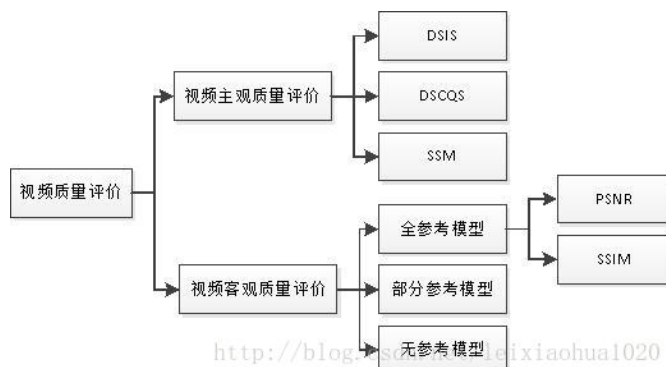 DSIS
视频主观质量评价
DSCQS
SSM
视频质量评价
PSNR
全参考模型
SSIM
视频客观质量评价
部分参考模型
无参考模型
http://blog.csdn.net/leixiaohua1020